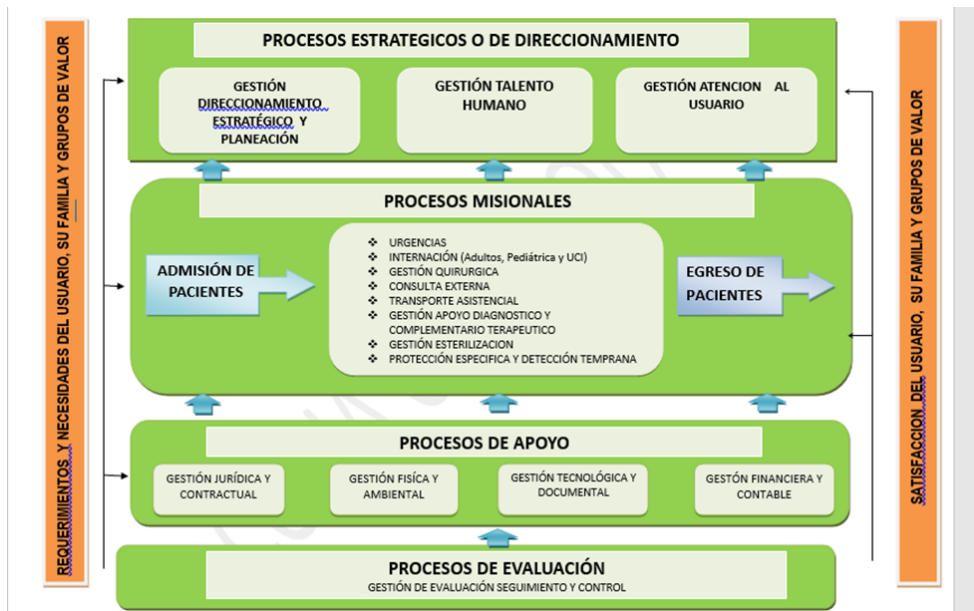 REQUERIMIENTOS Y NECESIDADES DEL USUARIO, SU FAMILIA Y GRUPOS DE VALOR
PROCESOS ESTRATEGICOS O DE DIRECCIONAMIENTO
GESTIÓN
DIRECCIONAMIENTO
ESTRATÉGICO Y
PLANEACIÓN
GESTIÓN TALENTO
HUMANO
GESTIÓN ATENCION AL
USUARIO
PROCESOS MISIONALES
ADMISIÓN DE
PACIENTES
❖ URGENCIAS
❖ INTERNACIÓN (Adultos, Pediátrica y UCI)
❖ GESTIÓN QUIRURGICA
❖ CONSULTA EXTERNA
❖ TRANSPORTE ASISTENCIAL
❖ GESTIÓN APOYO DIAGNOSTICO Y
COMPLEMENTARIO TERAPEUTICO
❖ GESTIÓN ESTERILIZACION
❖ PROTECCIÓN ESPECIFICA Y DETECCIÓN TEMPRANA
EGRESO DE
PACIENTES
PROCESOS DE APOYO
GESTIÓN JURÍDICA Y
CONTRACTUAL
GESTIÓN FISÍCA Y
AMBIENTAL
GESTIÓN TECNOLÓGICA Y
DOCUMENTAL
GESTÓN FINANCIERA Y
CONTABLE
PROCESOS DE EVALUACIÓN
GESTIÓN DE EVALUACIÓN SEGUIMIENTO Y CONTROL
SATISFACCION DEL USUARIO, SU FAMILIA Y GRUPOS DE VALOR